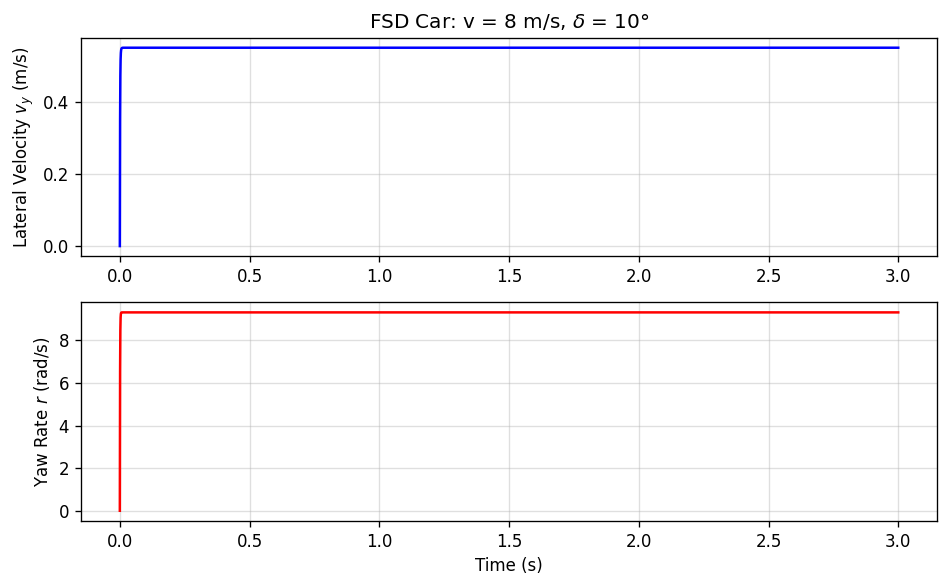 FSD Car: v = 8 m/s, δ = 10°
Lateral Velocity v_y (m/s)
0.4
0.2
0.0
0.0 0.5 1.0 1.5 2.0 2.5 3.0
Yaw Rate r (rad/s)
8
6
4
2
0
0.0 0.5 1.0 1.5 2.0 2.5 3.0
Time (s)